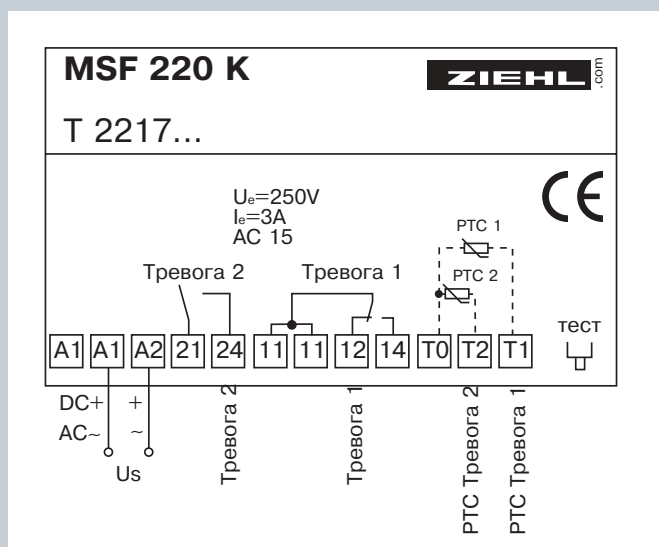 MSF 220 K
ZIEHL.com
T 2217...
CE
Ue=250V
Ie=3A
AC 15
PTC 1
PTC 2
Тревога 2
Тревога 1
тест
A1 A1 A2 21 24 11 11 12 14 T0 T2 T1
DC+ +
AC~ ~
Us
Тревога 2
Тревога 1
PTC Тревога 2
PTC Тревога 1